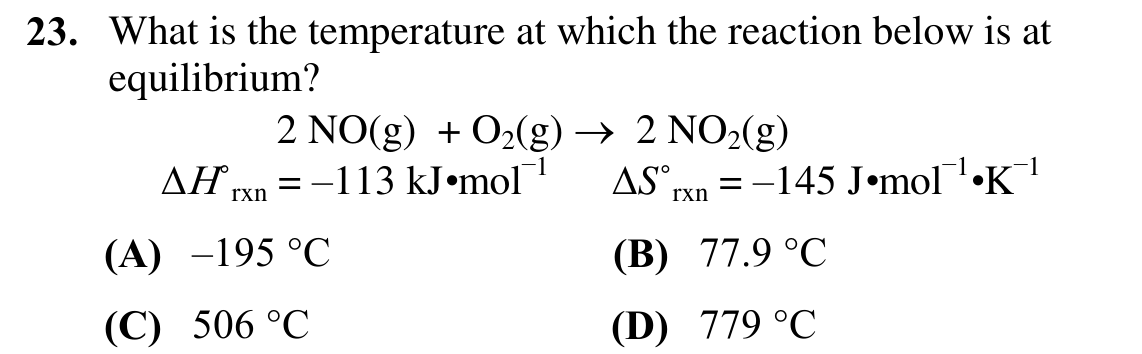 23. What is the temperature at which the reaction below is at
equilibrium?
2 NO(g) + O₂(g) → 2 NO₂(g)
ΔH°rxn = –113 kJ•mol⁻¹ ΔS°rxn = –145 J•mol⁻¹•K⁻¹
(A) –195 °C (B) 77.9 °C
(C) 506 °C (D) 779 °C